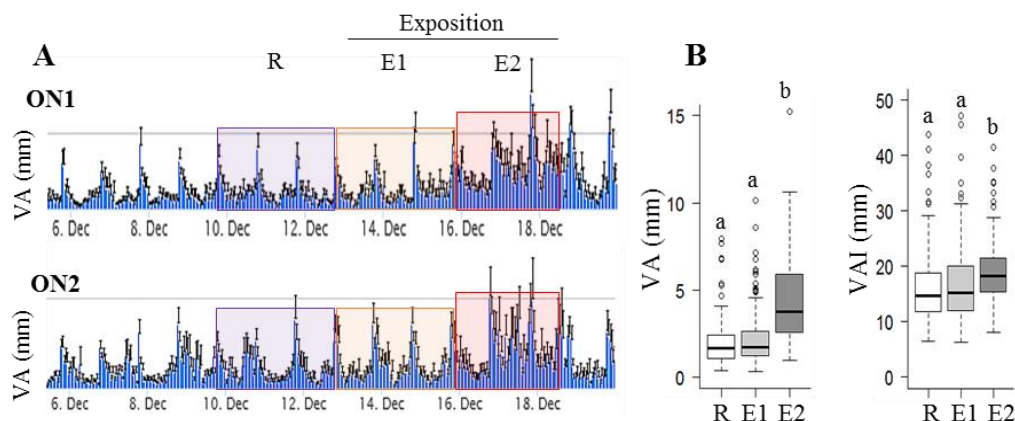 Exposition
A R E1 E2 B
ON1
VA (mm)
6. Dec 8. Dec 10. Dec 12. Dec 14. Dec 16. Dec 18. Dec
ON2
VA (mm)
6. Dec 8. Dec 10. Dec 12. Dec 14. Dec 16. Dec 18. Dec
VA (mm)
15
10
5
0
a
a
b
R E1 E2
VAI (mm)
50
40
30
20
10
0
a
a
b
R E1 E2